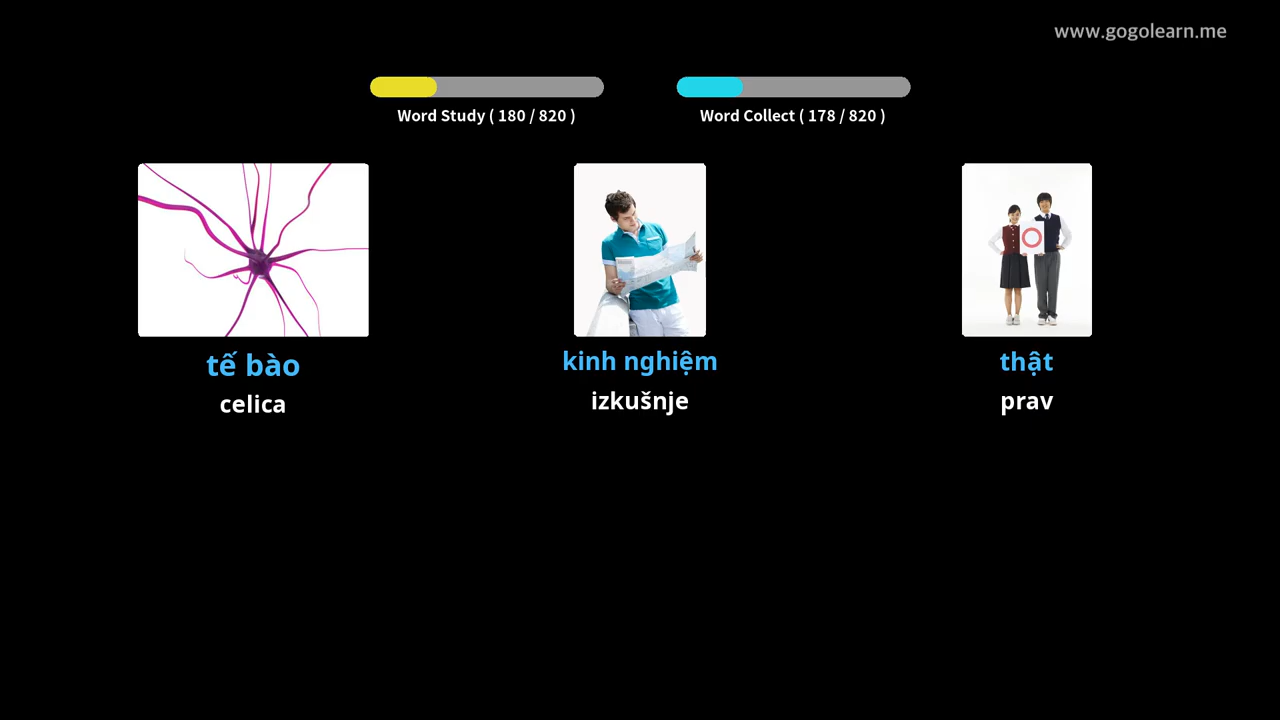 www.gogolearn.me
Word Study ( 180 / 820 )
Word Collect ( 178 / 820 )
tế bào
celica
kinh nghiệm
izkušnje
thật
prav